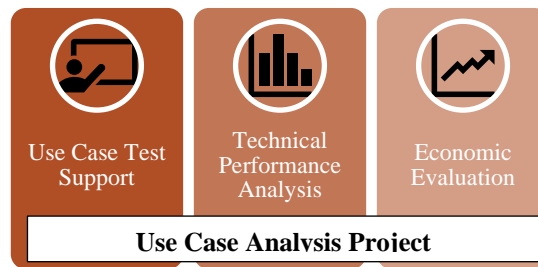 Use Case Test
Support
Technical
Performance
Analysis
Economic
Evaluation
Use Case Analysis Project